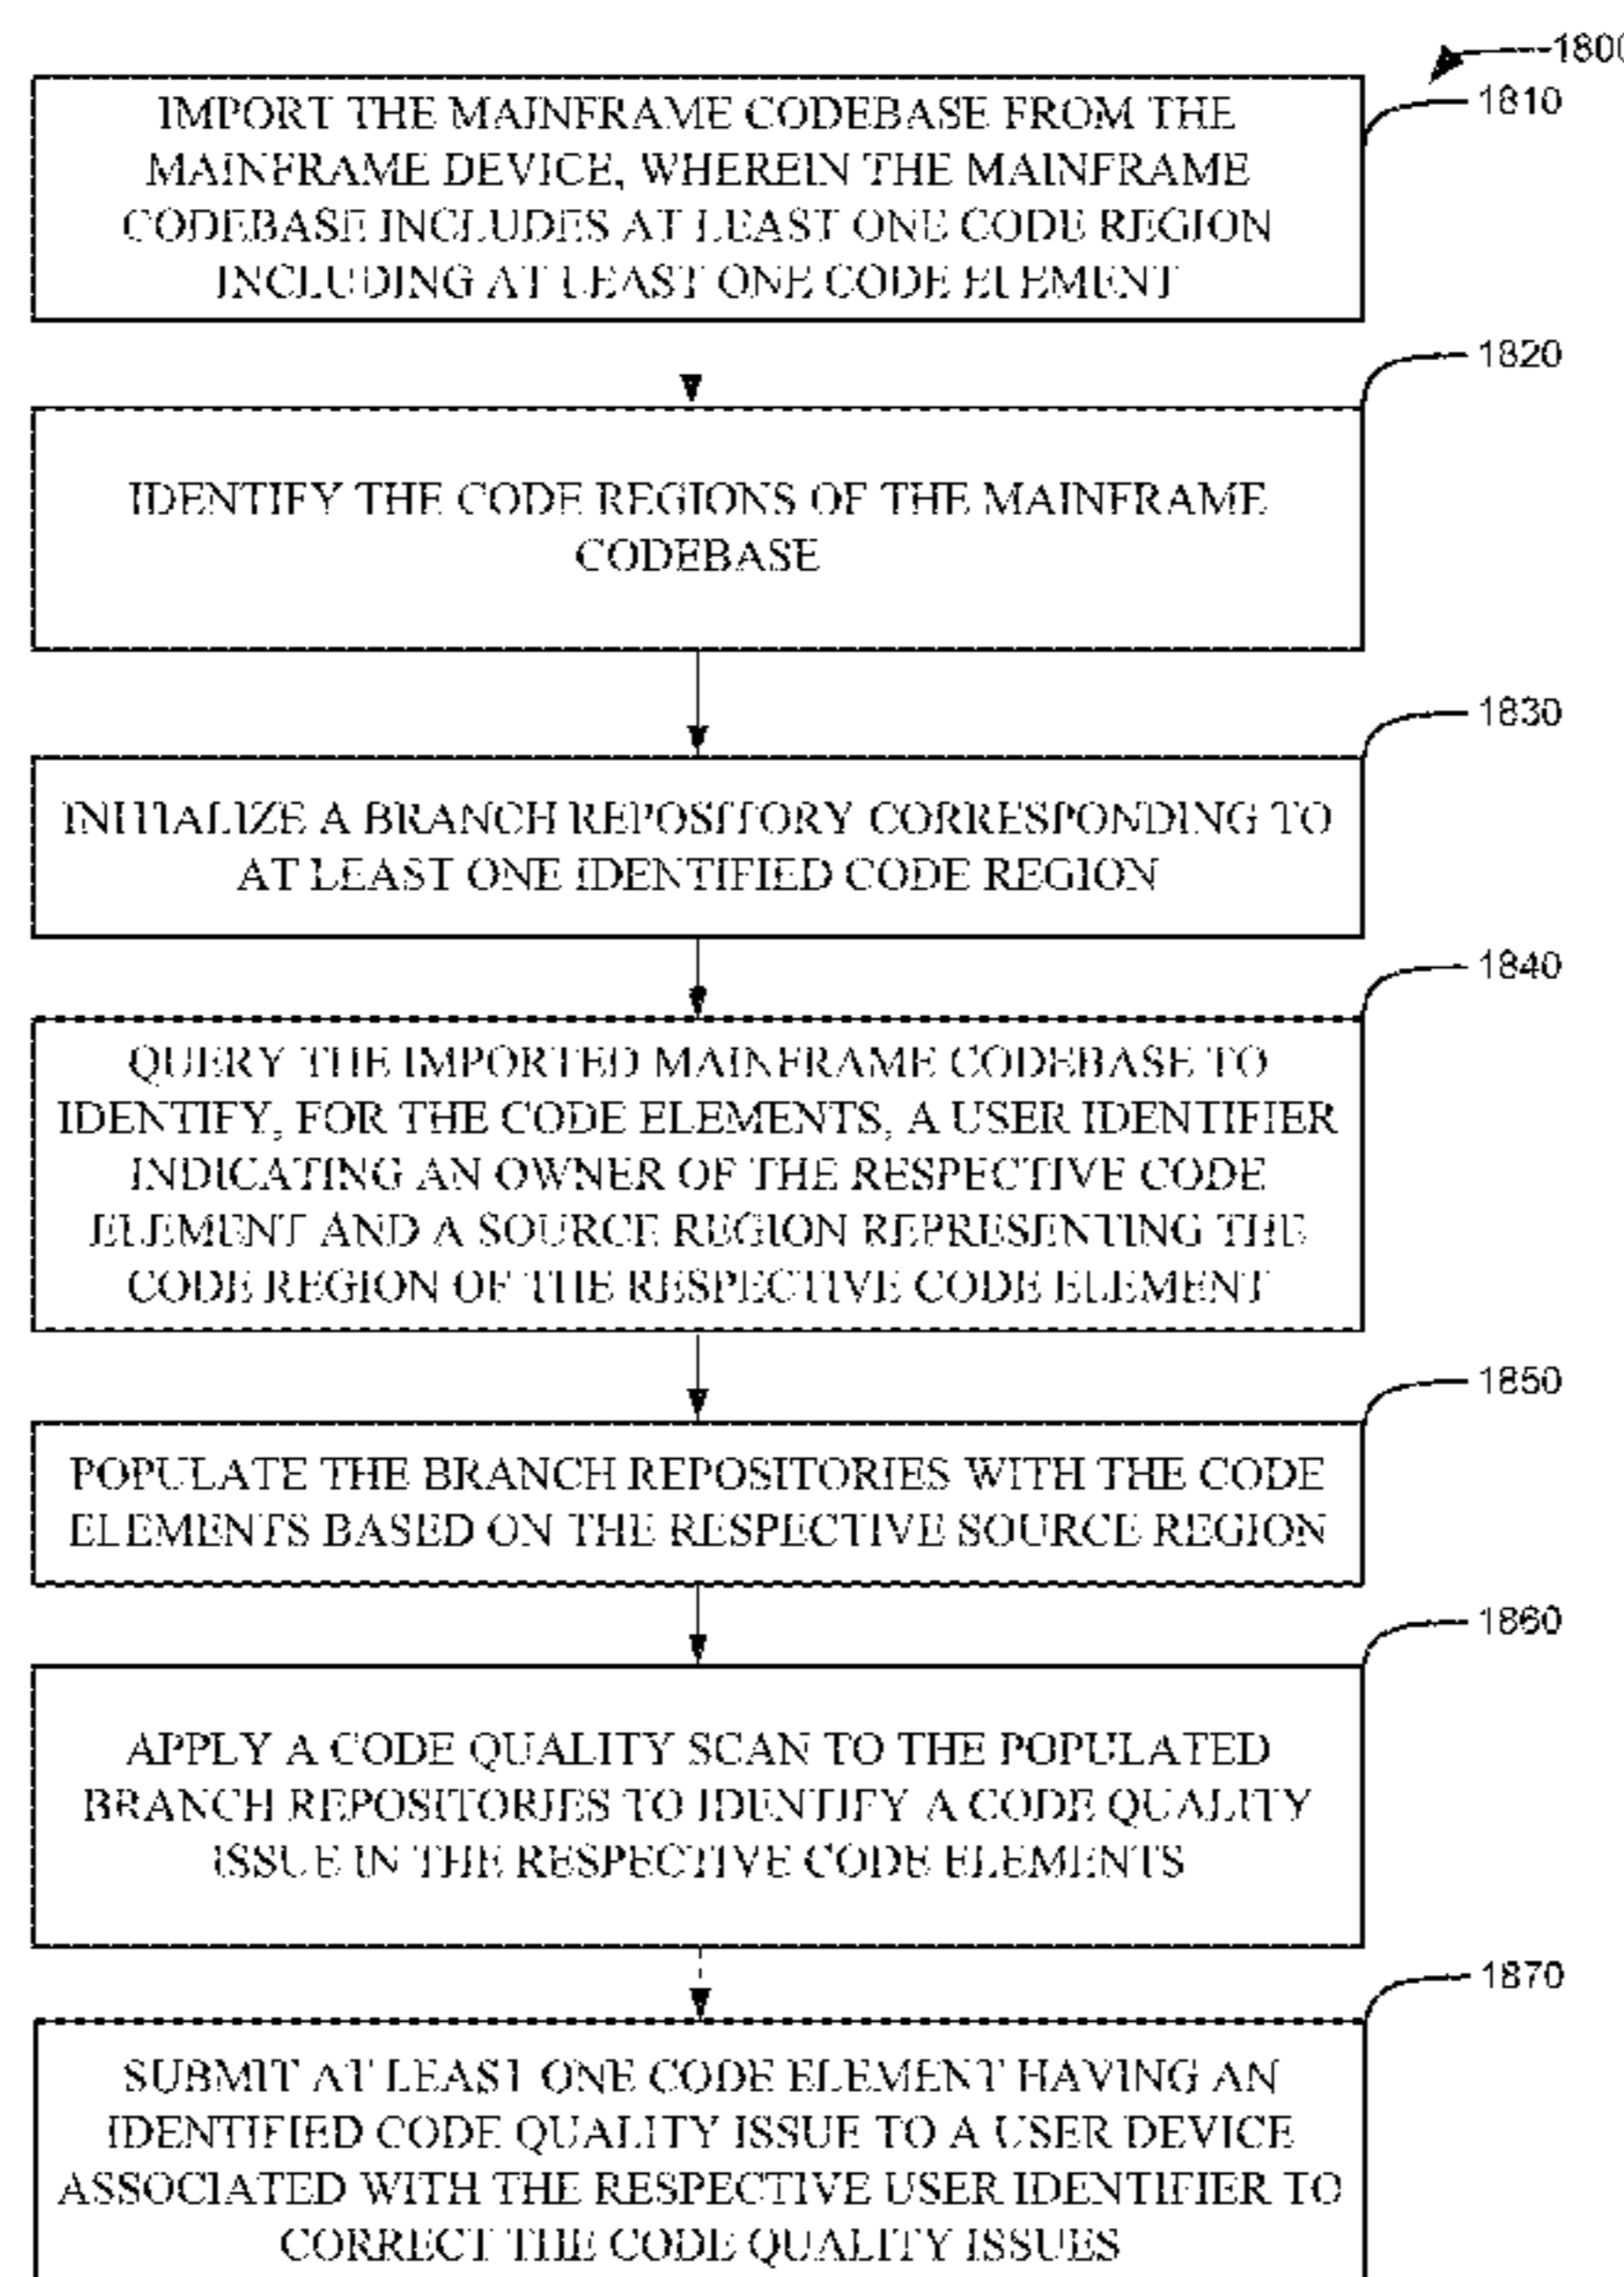 1800
1810
IMPORT THE MAINFRAME CODEBASE FROM THE
MAINFRAME DEVICE, WHEREIN THE MAINFRAME
CODEBASE INCLUDES AT LEAST ONE CODE REGION
INCLUDING AT LEAST ONE CODE ELEMENT
1820
IDENTIFY THE CODE REGIONS OF THE MAINFRAME
CODEBASE
1830
INITIALIZE A BRANCH REPOSITORY CORRESPONDING TO
AT LEAST ONE IDENTIFIED CODE REGION
1840
QUERY THE IMPORTED MAINFRAME CODEBASE TO
IDENTIFY, FOR THE CODE ELEMENTS, A USER IDENTIFIER
INDICATING AN OWNER OF THE RESPECTIVE CODE
ELEMENT AND A SOURCE REGION REPRESENTING THE
CODE REGION OF THE RESPECTIVE CODE ELEMENT
1850
POPULATE THE BRANCH REPOSITORIES WITH THE CODE
ELEMENTS BASED ON THE RESPECTIVE SOURCE REGION
1860
APPLY A CODE QUALITY SCAN TO THE POPULATED
BRANCH REPOSITORIES TO IDENTIFY A CODE QUALITY
ISSUE IN THE RESPECTIVE CODE ELEMENTS
1870
SUBMIT AT LEAST ONE CODE ELEMENT HAVING AN
IDENTIFIED CODE QUALITY ISSUE TO A USER DEVICE
ASSOCIATED WITH THE RESPECTIVE USER IDENTIFIER TO
CORRECT THE CODE QUALITY ISSUES